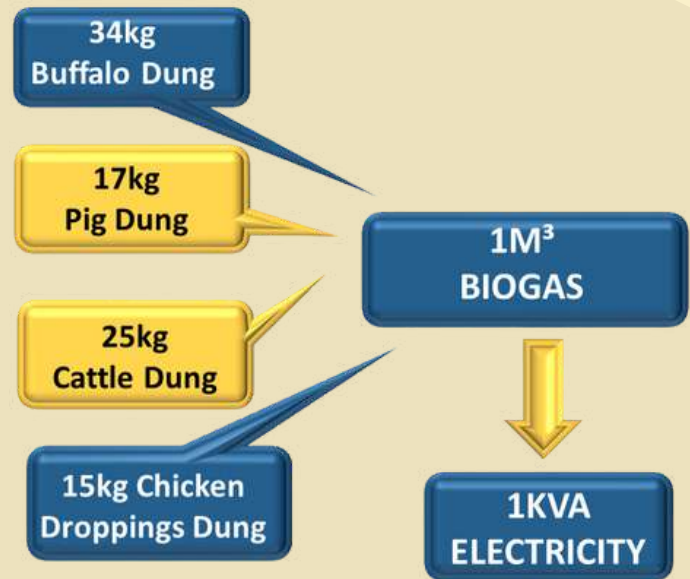 34kg
Buffalo Dung
17kg
Pig Dung
25kg
Cattle Dung
15kg Chicken
Droppings Dung
1M³
BIOGAS
1KVA
ELECTRICITY